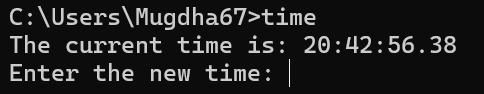 C:\Users\Mugdha67>time
The current time is: 20:42:56.38
Enter the new time: